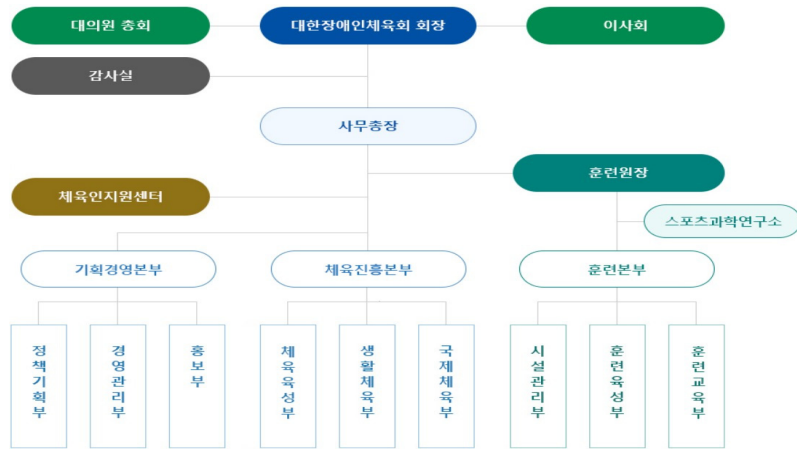 대의원 총회
대한장애인체육회 회장
이사회
감사실
사무총장
훈련원장
체육인지원센터
스포츠과학연구소
기획경영본부
체육진흥본부
훈련본부
정책기획부
경영관리부
홍보부
체육육성부
생활체육부
국제체육부
시설관리부
훈련육성부
훈련교육부